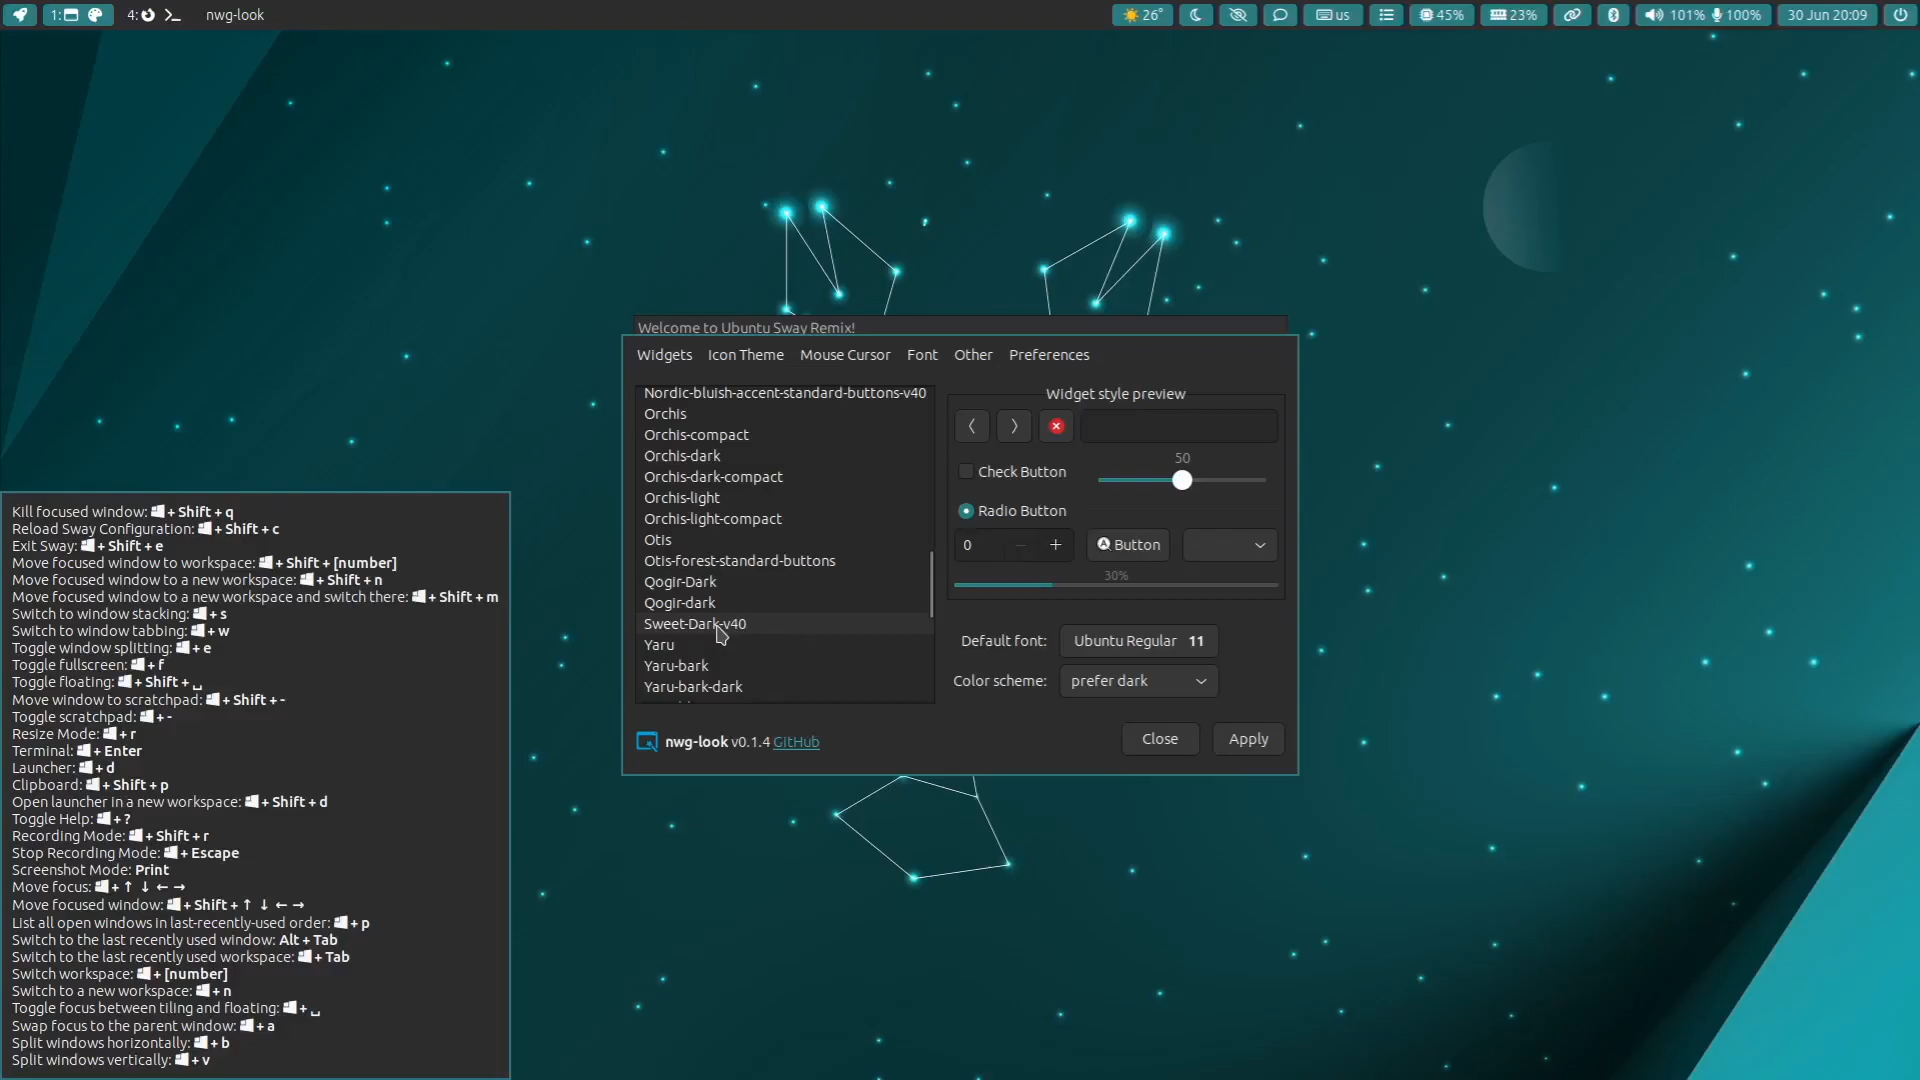 1:
4:
nwg-look
26°
us
45%
23%
101%
100%
30 Jun 20:09
Welcome to Ubuntu Sway Remix!
Widgets
Icon Theme
Mouse Cursor
Font
Other
Preferences
Nordic-bluish-accent-standard-buttons-v40
Orchis
Orchis-compact
Orchis-dark
Orchis-dark-compact
Orchis-light
Orchis-light-compact
Otis
Otis-forest-standard-buttons
Qogir-Dark
Qogir-dark
Sweet-Dark-v40
Yaru
Yaru-bark
Yaru-bark-dark
Widget style preview
Check Button
50
Radio Button
0
Button
30%
Default font:
Ubuntu Regular 11
Color scheme:
prefer dark
nwg-look v0.1.4 GitHub
Close
Apply
Kill focused window: + Shift + q
Reload Sway Configuration: + Shift + c
Exit Sway: + Shift + e
Move focused window to workspace: + Shift + [number]
Move focused window to a new workspace: + Shift + n
Move focused window to a new workspace and switch there: + Shift + m
Switch to window stacking: + s
Switch to window tabbing: + w
Toggle window splitting: + e
Toggle fullscreen: + f
Toggle floating: + Shift + ␣
Move window to scratchpad: + Shift + -
Toggle scratchpad: + -
Resize Mode: + r
Terminal: + Enter
Launcher: + d
Clipboard: + Shift + p
Open launcher in a new workspace: + Shift + d
Toggle Help: + ?
Recording Mode: + Shift + r
Stop Recording Mode: + Escape
Screenshot Mode: Print
Move focus: + ↑ ↓ ← →
Move focused window: + Shift + ↑ ↓ ← →
List all open windows in last-recently-used order: + p
Switch to the last recently used window: Alt + Tab
Switch to the last recently used workspace: + Tab
Switch workspace: + [number]
Switch to a new workspace: + n
Toggle focus between tiling and floating: + ␣
Swap focus to the parent window: + a
Split windows horizontally: + b
Split windows vertically: + v